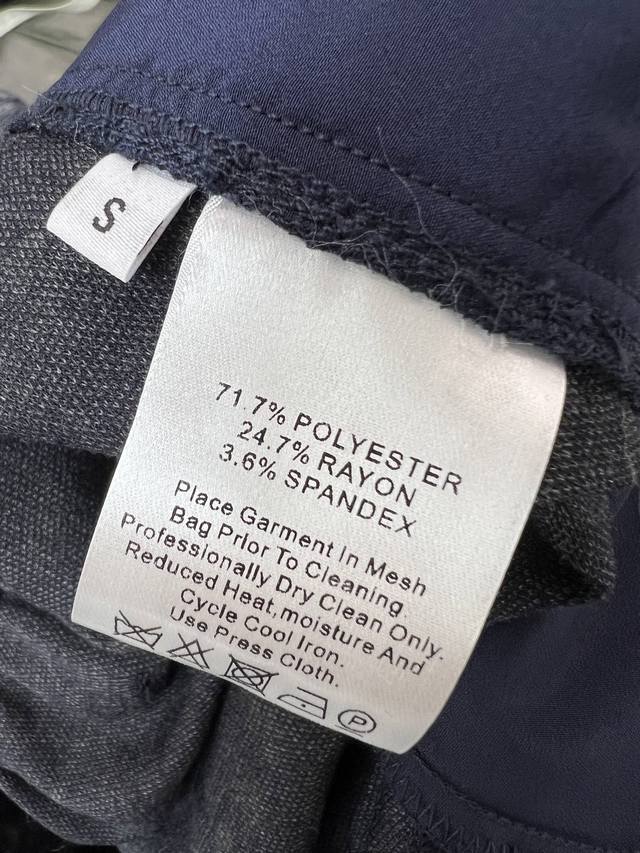 S
71.7% POLYESTER
24.7% RAYON
3.6% SPANDEX
Place Garment In Mesh
Bag Prior To Cleaning.
Professionally Dry Clean Only.
Reduced Heat,moisture And
Cycle Cool Iron.
Use Press Cloth.
P